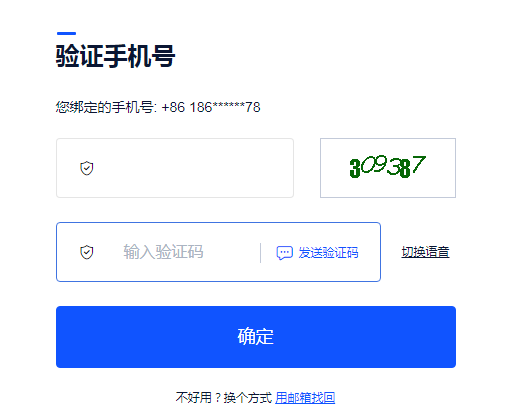 验证手机号
您绑定的手机号: +86 186******78
309387
输入验证码 发送验证码 切换语音
确定
不好用？换个方式 用邮箱找回